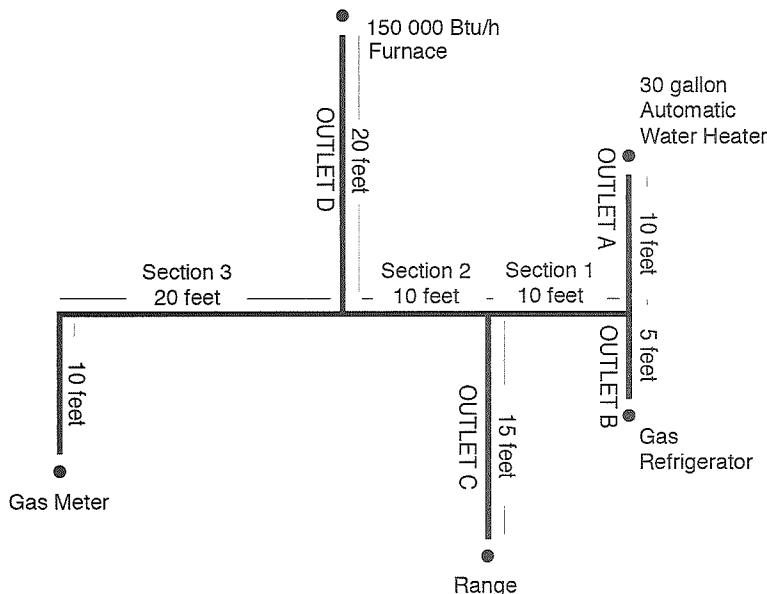 150 000 Btu/h
Furnace
30 gallon
Automatic
Water Heater
OUTLET D
20 feet
OUTLET A
10 feet
Section 3
20 feet
Section 2
10 feet
Section 1
10 feet
10 feet
OUTLET B
5 feet
OUTLET C
15 feet
Gas
Refrigerator
Gas Meter
Range